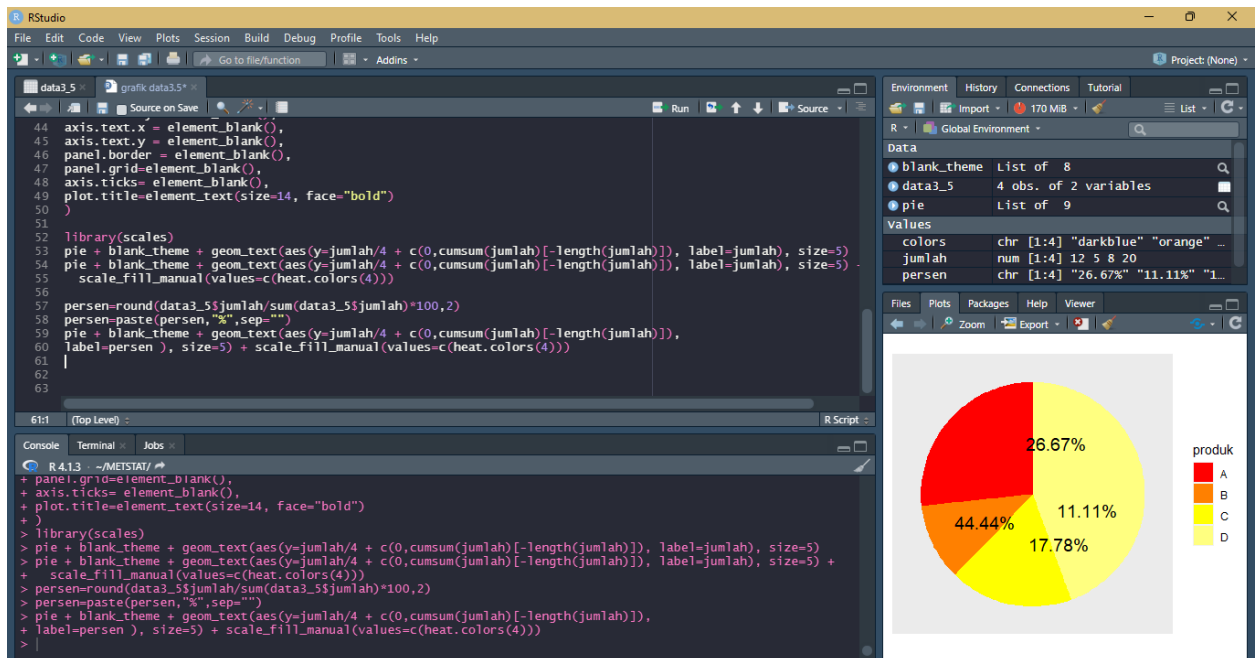 RStudio
File Edit Code View Plots Session Build Debug Profile Tools Help
Go to file/function Addins Project: (None)
data3_5 grafik data3.5*
Source on Save Run Source
44 axis.text.x = element_blank(),
45 axis.text.y = element_blank(),
46 panel.border = element_blank(),
47 panel.grid=element_blank(),
48 axis.ticks= element_blank(),
49 plot.title=element_text(size=14, face="bold")
50 )
51
52 library(scales)
53 pie + blank_theme + geom_text(aes(y=jumlah/4 + c(0,cumsum(jumlah)[-length(jumlah)]), label=jumlah), size=5)
54 pie + blank_theme + geom_text(aes(y=jumlah/4 + c(0,cumsum(jumlah)[-length(jumlah)]), label=jumlah), size=5)
55 scale_fill_manual(values=c(heat.colors(4)))
56
57 persen=round(data3_5$jumlah/sum(data3_5$jumlah)*100,2)
58 persen=paste(persen,"%",sep="")
59 pie + blank_theme + geom_text(aes(y=jumlah/4 + c(0,cumsum(jumlah)[-length(jumlah)]),
60 label=persen ), size=5) + scale_fill_manual(values=c(heat.colors(4)))
61
62
63
61:1 (Top Level) R Script
Console Terminal Jobs
R 4.1.3 · ~/METSTAT/
+ panel.grid=element_blank(),
+ axis.ticks= element_blank(),
+ plot.title=element_text(size=14, face="bold")
+ )
> library(scales)
> pie + blank_theme + geom_text(aes(y=jumlah/4 + c(0,cumsum(jumlah)[-length(jumlah)]), label=jumlah), size=5)
> pie + blank_theme + geom_text(aes(y=jumlah/4 + c(0,cumsum(jumlah)[-length(jumlah)]), label=jumlah), size=5) +
+ scale_fill_manual(values=c(heat.colors(4)))
> persen=round(data3_5$jumlah/sum(data3_5$jumlah)*100,2)
> persen=paste(persen,"%",sep="")
> pie + blank_theme + geom_text(aes(y=jumlah/4 + c(0,cumsum(jumlah)[-length(jumlah)]),
+ label=persen ), size=5) + scale_fill_manual(values=c(heat.colors(4)))
>
Environment History Connections Tutorial
Import 170 MiB List
R Global Environment
Data
blank_theme List of 8
data3_5 4 obs. of 2 variables
pie List of 9
Values
colors chr [1:4] "darkblue" "orange" …
jumlah num [1:4] 12 5 8 20
persen chr [1:4] "26.67%" "11.11%" "1…
Files Plots Packages Help Viewer
Zoom Export
26.67%
11.11%
44.44%
17.78%
produk
A
B
C
D